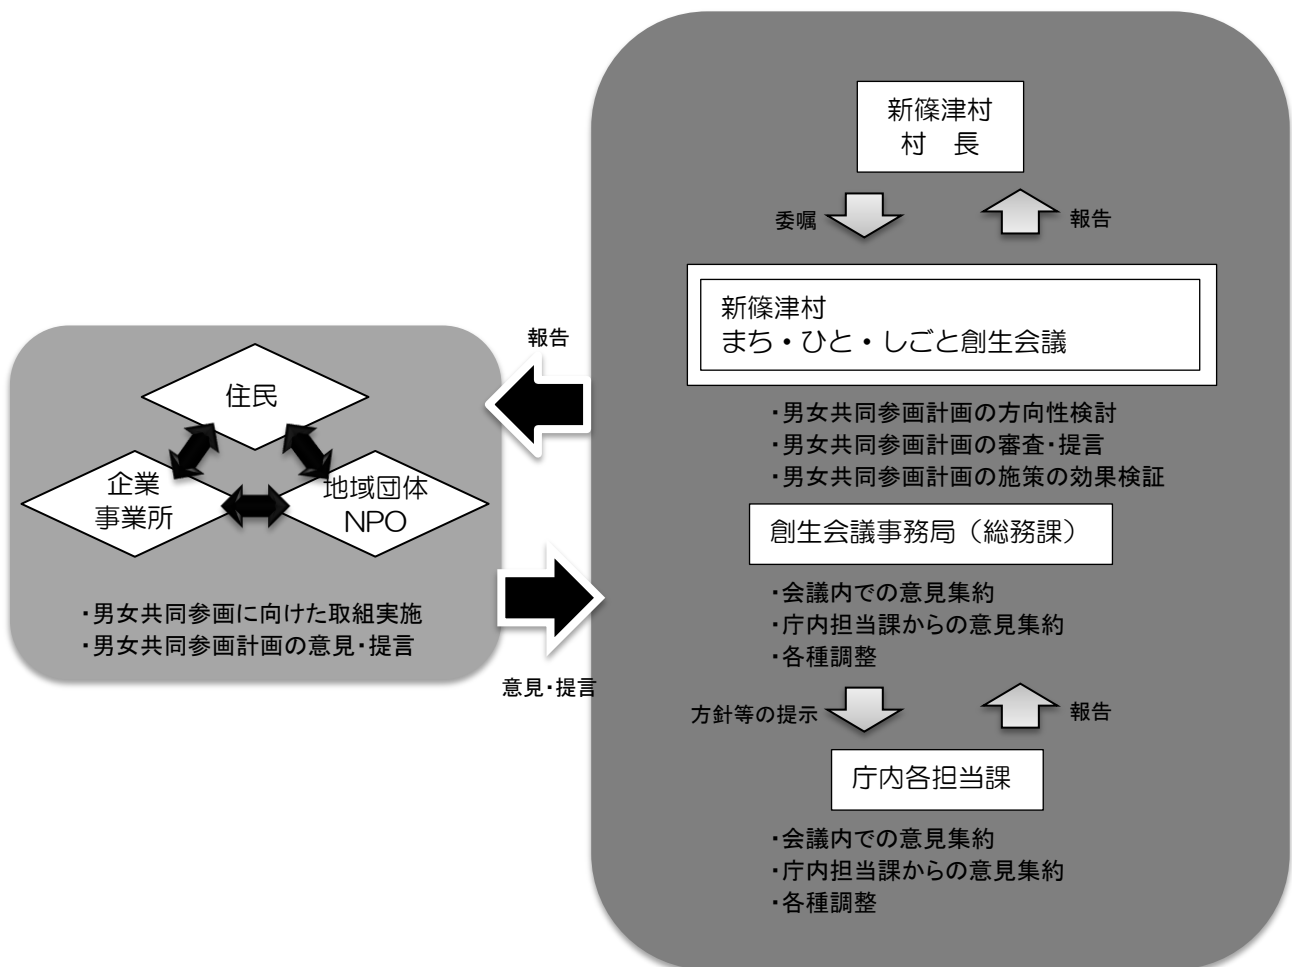 新篠津村
村　長
委嘱
報告
新篠津村
まち・ひと・しごと創生会議
・男女共同参画計画の方向性検討
・男女共同参画計画の審査・提言
・男女共同参画計画の施策の効果検証
創生会議事務局（総務課）
・会議内での意見集約
・庁内担当課からの意見集約
・各種調整
方針等の提示
報告
庁内各担当課
・会議内での意見集約
・庁内担当課からの意見集約
・各種調整
報告
意見・提言
住民
企業
事業所
地域団体
NPO
・男女共同参画に向けた取組実施
・男女共同参画計画の意見・提言